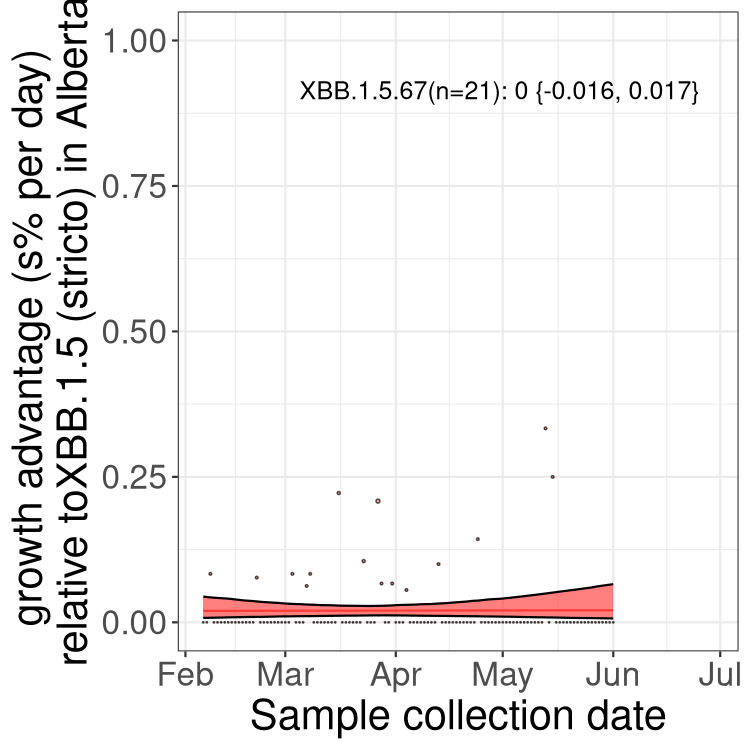 growth advantage (s% per day)
relative toXBB.1.5 (stricto) in Alberta
1.00
0.75
0.50
0.25
0.00
XBB.1.5.67(n=21): 0 {-0.016, 0.017}
Feb Mar Apr May Jun Jul
Sample collection date